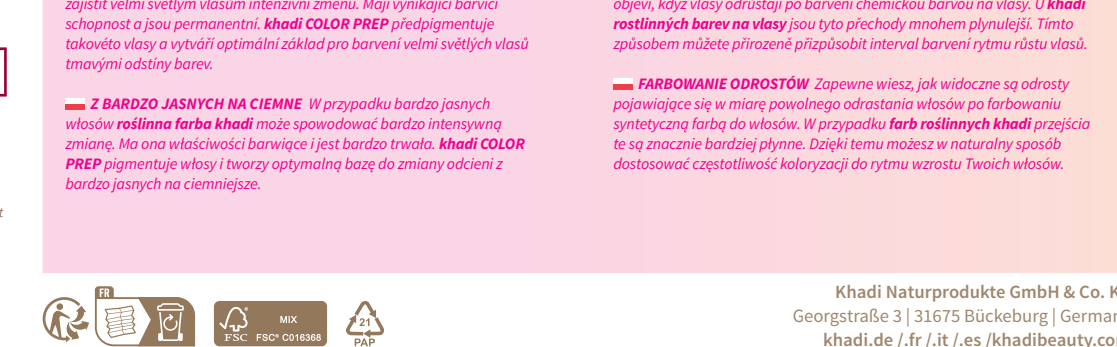 zajistit velmi světlým vlasům intenzivní změnu. Mají vynikající barvicí
schopnost a jsou permanentní. khadi COLOR PREP předpigmentuje
takovéto vlasy a vytváří optimální základ pro barvení velmi světlých vlasů
tmavými odstíny barev.
Z BARDZO JASNYCH NA CIEMNE W przypadku bardzo jasnych
włosów roślinna farba khadi może spowodować bardzo intensywną
zmianę. Ma ona właściwości barwiące i jest bardzo trwała. khadi COLOR
PREP pigmentuje włosy i tworzy optymalną bazę do zmiany odcieni z
bardzo jasnych na ciemniejsze.
objeví, když vlasy odrůstají po barvení chemickou barvou na vlasy. U khadi
rostlinných barev na vlasy jsou tyto přechody mnohem plynulejší. Tímto
způsobem můžete přirozeně přizpůsobit interval barvení rytmu růstu vlasů.
FARBOWANIE ODROSTÓW Zapewne wiesz, jak widoczne są odrosty
pojawiające się w miarę powolnego odrastania włosów po farbowaniu
syntetyczną farbą do włosów. W przypadku farb roślinnych khadi przejścia
te są znacznie bardziej płynne. Dzięki temu możesz w naturalny sposób
dostosować częstotliwość koloryzacji do rytmu wzrostu Twoich włosów.
t
FR
FSC
MIX
FSC® C016368
21
PAP
Khadi Naturprodukte GmbH & Co. K
Georgstraße 3 | 31675 Bückeburg | German
khadi.de /.fr /.it /.es /khadibeauty.co